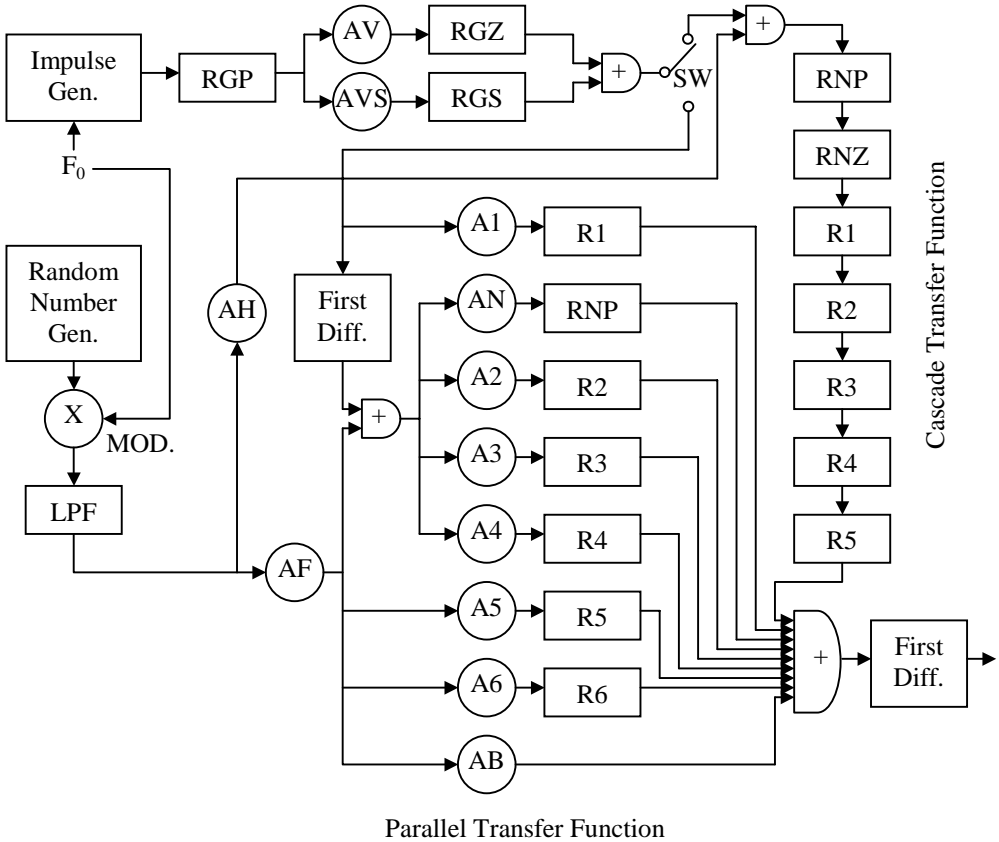 Impulse
Gen.
RGP
AV
AVS
RGZ
RGS
+
SW
+
RNP
RNZ
R1
R2
R3
R4
R5
Cascade Transfer Function
F₀
Random
Number
Gen.
X
MOD.
LPF
AH
AF
First
Diff.
+
A1
R1
AN
RNP
A2
R2
A3
R3
A4
R4
A5
R5
A6
R6
AB
+
First
Diff.
Parallel Transfer Function